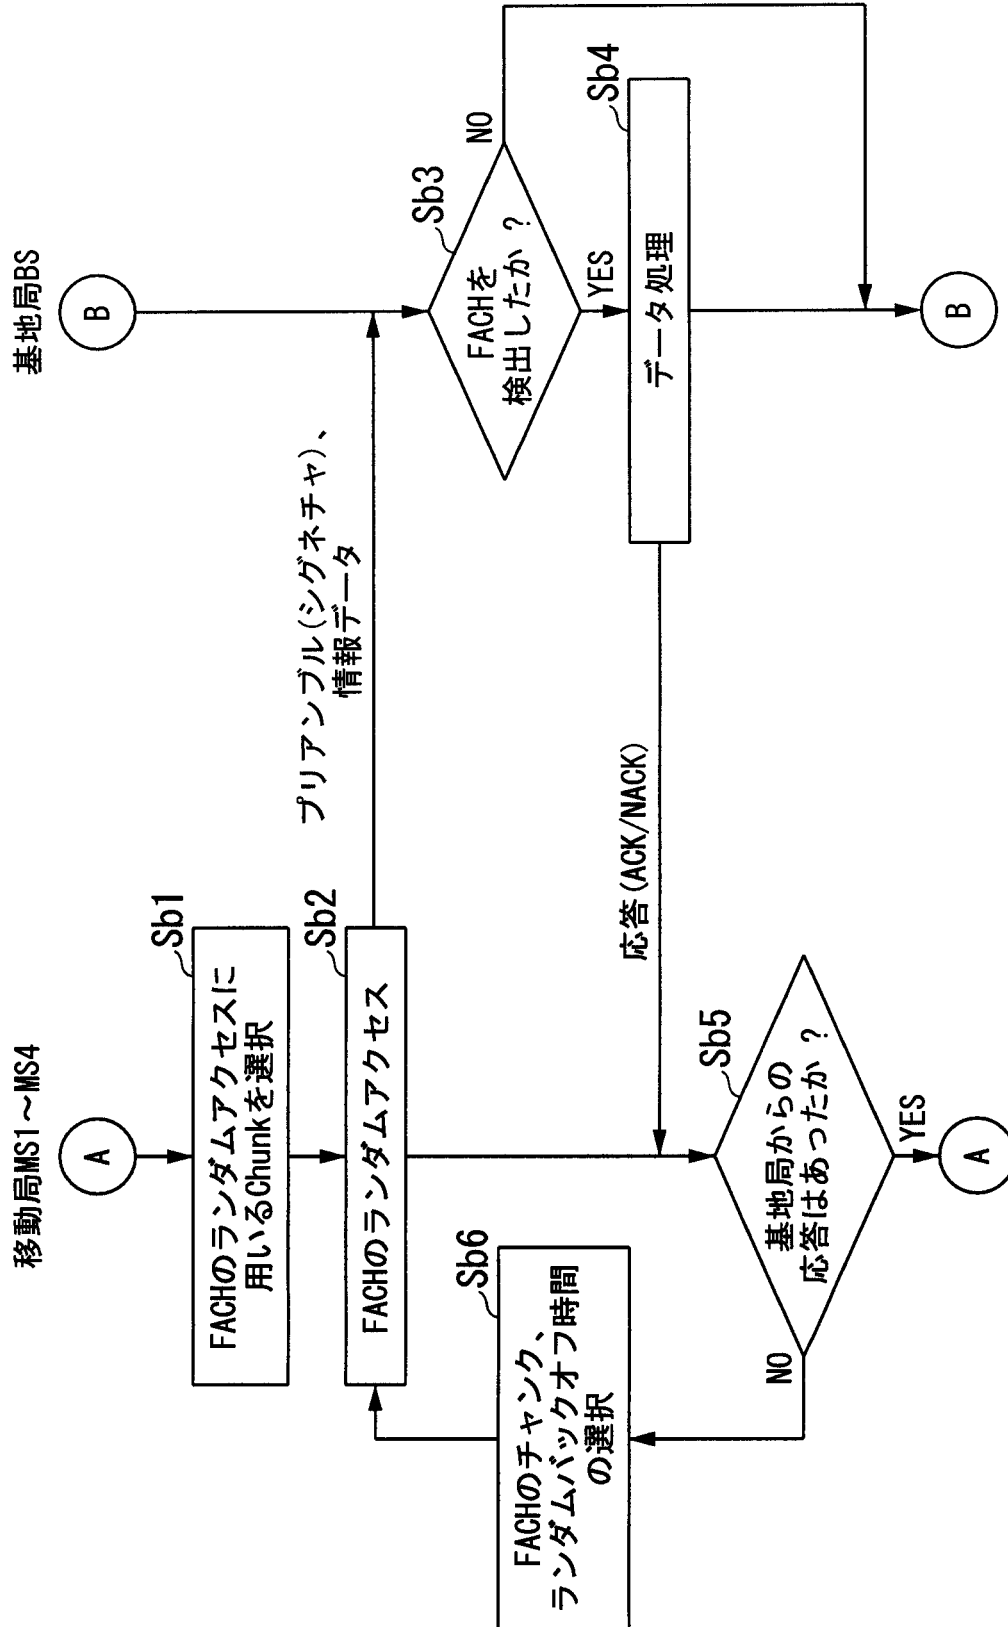 移動局MS1～MS4
基地局BS
A
B
Sb1
FACHのランダムアクセスに
用いるChunkを選択
Sb2
FACHのランダムアクセス
プリアンブル(シグネチャ)、
情報データ
Sb3
FACHを
検出したか ?
NO
YES
Sb4
データ処理
応答(ACK/NACK)
Sb6
FACHのチャンク、
ランダムバックオフ時間
の選択
Sb5
基地局からの
応答はあったか ?
NO
YES
A
B